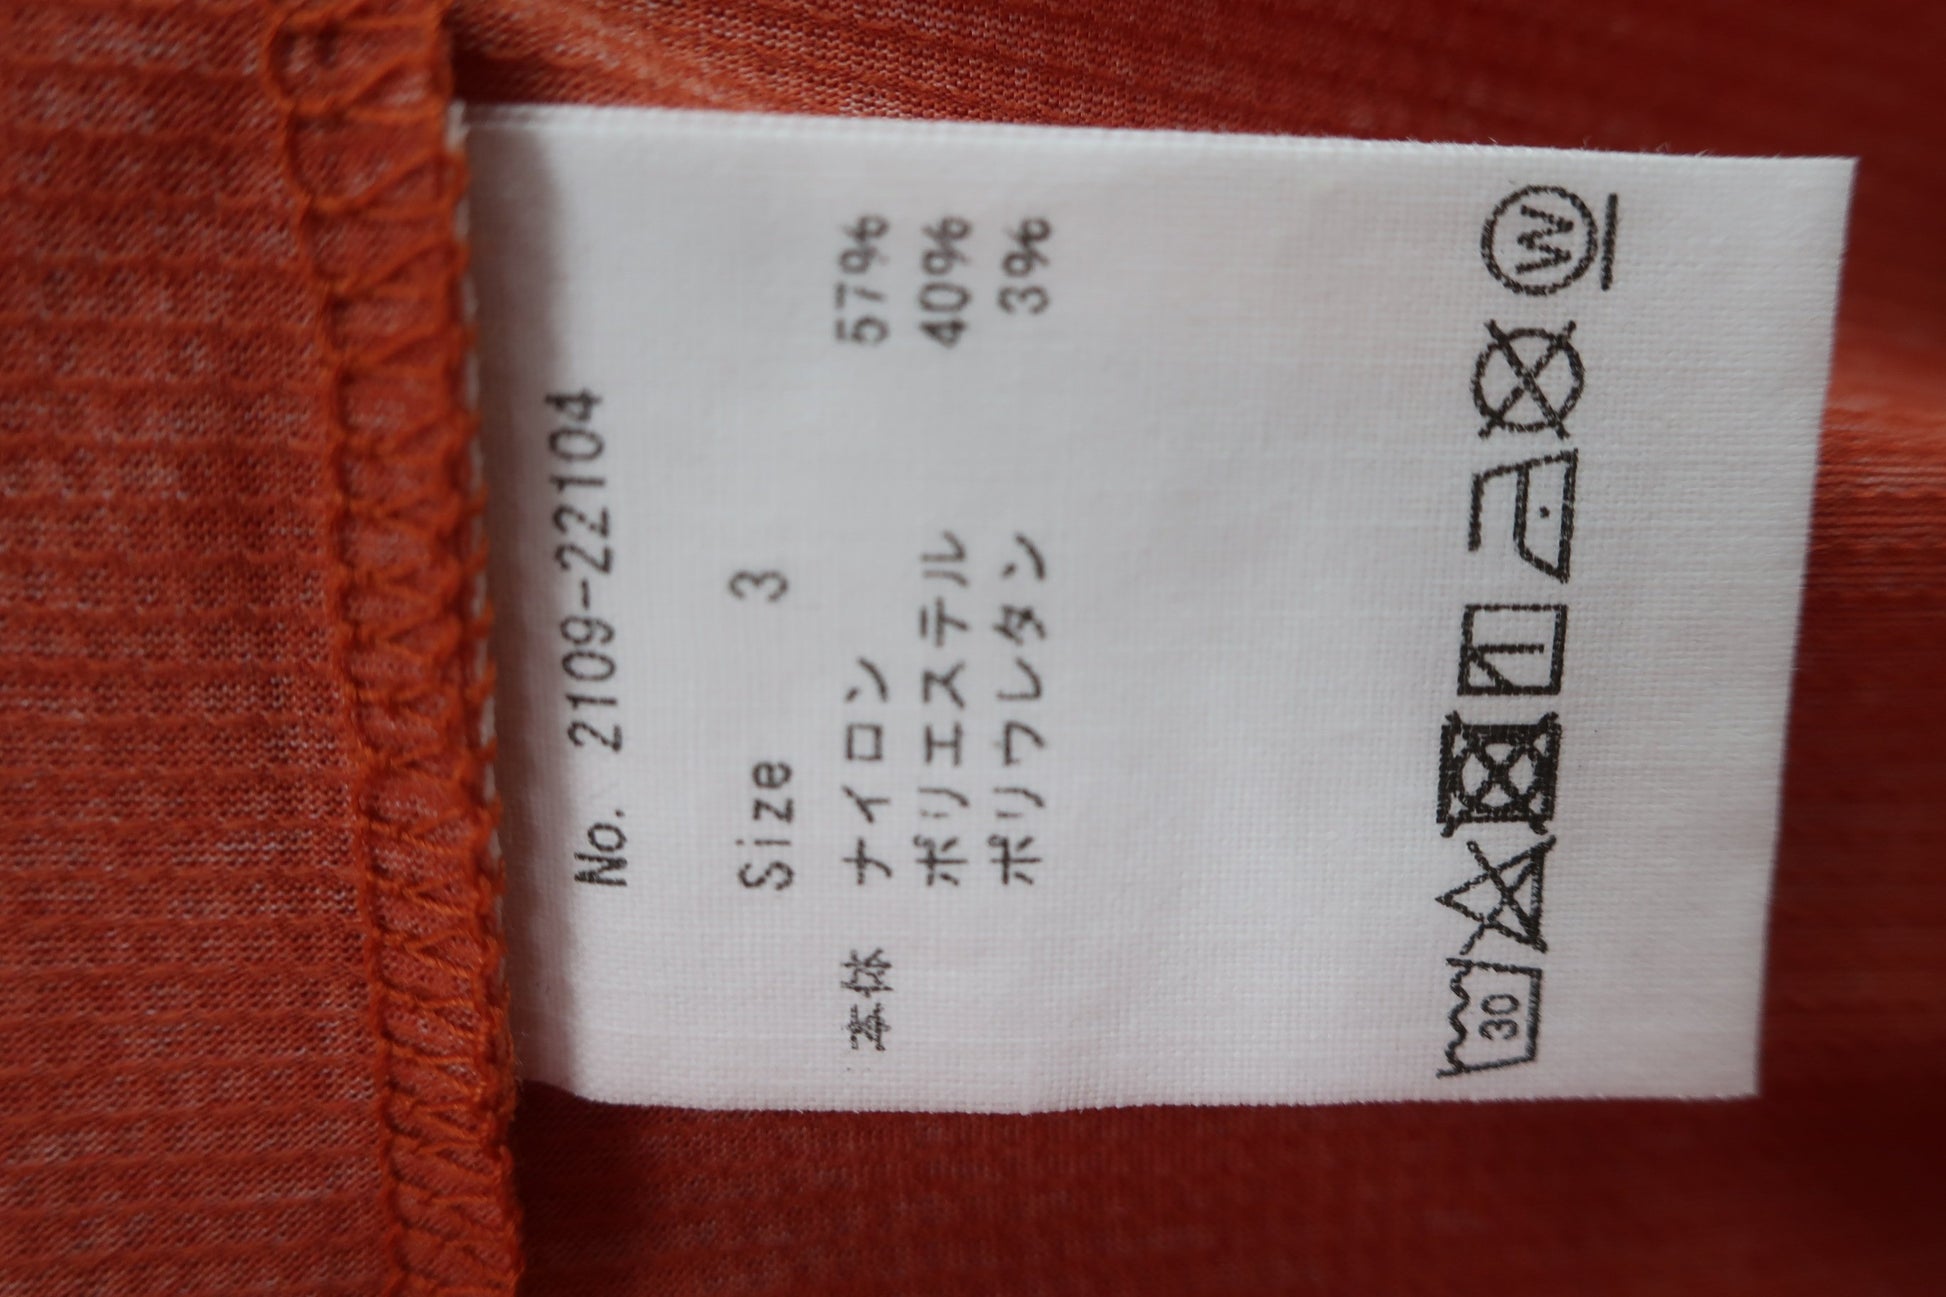 No. 2109-22104
Size 3
本体 ナイロン 57%
ポリエステル 40%
ポリウレタン 3%
30 W